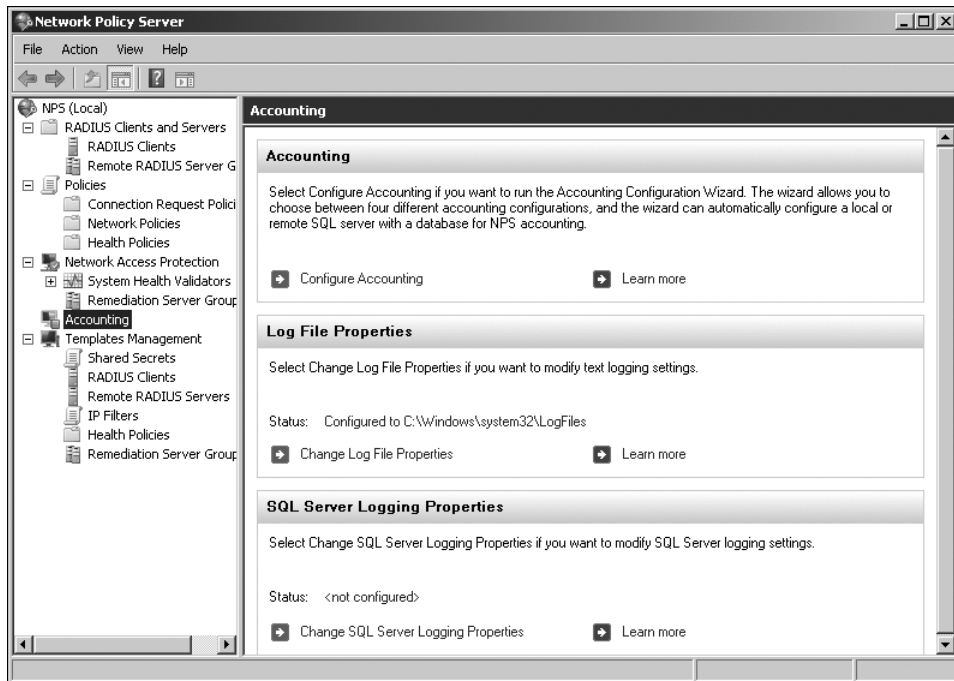 Network Policy Server
File Action View Help
NPS (Local)
RADIUS Clients and Servers
RADIUS Clients
Remote RADIUS Server G
Policies
Connection Request Polici
Network Policies
Health Policies
Network Access Protection
System Health Validators
Remediation Server Group
Accounting
Templates Management
Shared Secrets
RADIUS Clients
Remote RADIUS Servers
IP Filters
Health Policies
Remediation Server Group
Accounting
Accounting
Select Configure Accounting if you want to run the Accounting Configuration Wizard. The wizard allows you to
choose between four different accounting configurations, and the wizard can automatically configure a local or
remote SQL server with a database for NPS accounting.
Configure Accounting Learn more
Log File Properties
Select Change Log File Properties if you want to modify text logging settings.
Status: Configured to C:\Windows\system32\LogFiles
Change Log File Properties Learn more
SQL Server Logging Properties
Select Change SQL Server Logging Properties if you want to modify SQL Server logging settings.
Status: <not configured>
Change SQL Server Logging Properties Learn more